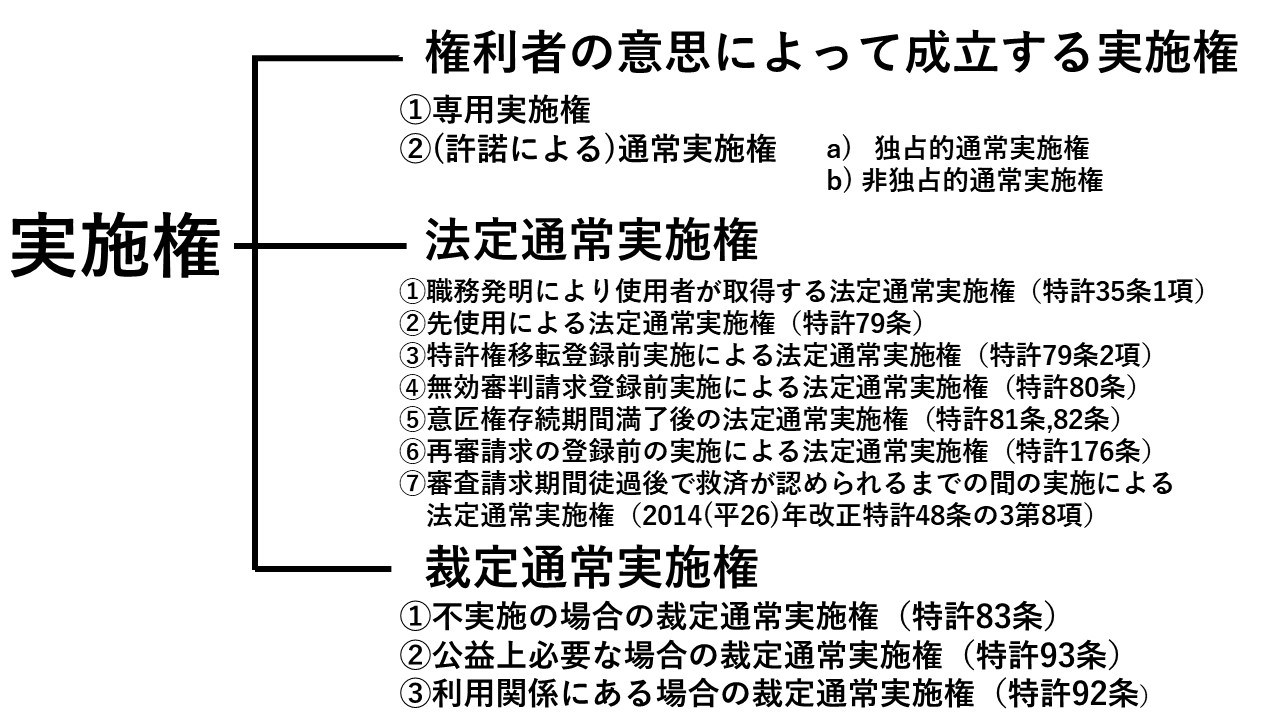 実施権
権利者の意思によって成立する実施権
①専用実施権
②(許諾による)通常実施権
a) 独占的通常実施権
b) 非独占的通常実施権
法定通常実施権
①職務発明により使用者が取得する法定通常実施権（特許35条1項）
②先使用による法定通常実施権（特許79条）
③特許権移転登録前実施による法定通常実施権（特許79条2項）
④無効審判請求登録前実施による法定通常実施権（特許80条）
⑤意匠権存続期間満了後の法定通常実施権（特許81条,82条）
⑥再審請求の登録前の実施による法定通常実施権（特許176条）
⑦審査請求期間徒過後で救済が認められるまでの間の実施による
法定通常実施権（2014(平26)年改正特許48条の3第8項）
裁定通常実施権
①不実施の場合の裁定通常実施権（特許83条）
②公益上必要な場合の裁定通常実施権（特許93条）
③利用関係にある場合の裁定通常実施権（特許92条）